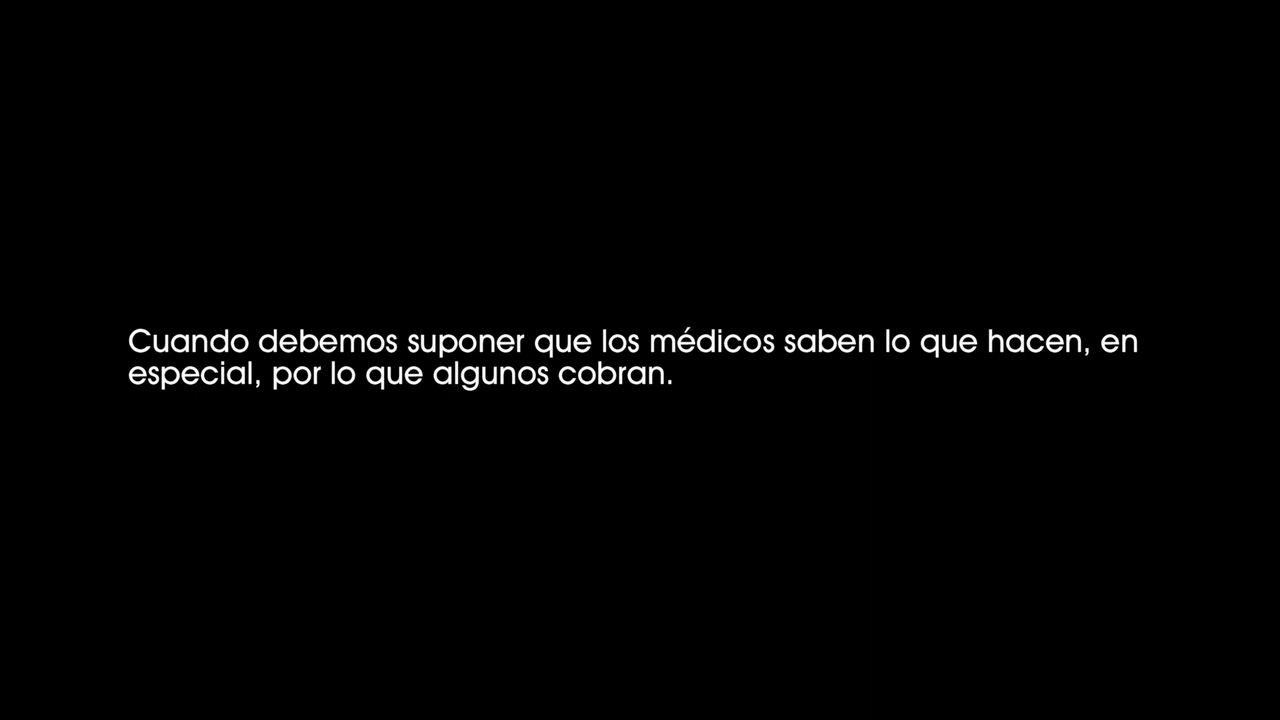 Cuando debemos suponer que los médicos saben lo que hacen, en
especial, por lo que algunos cobran.